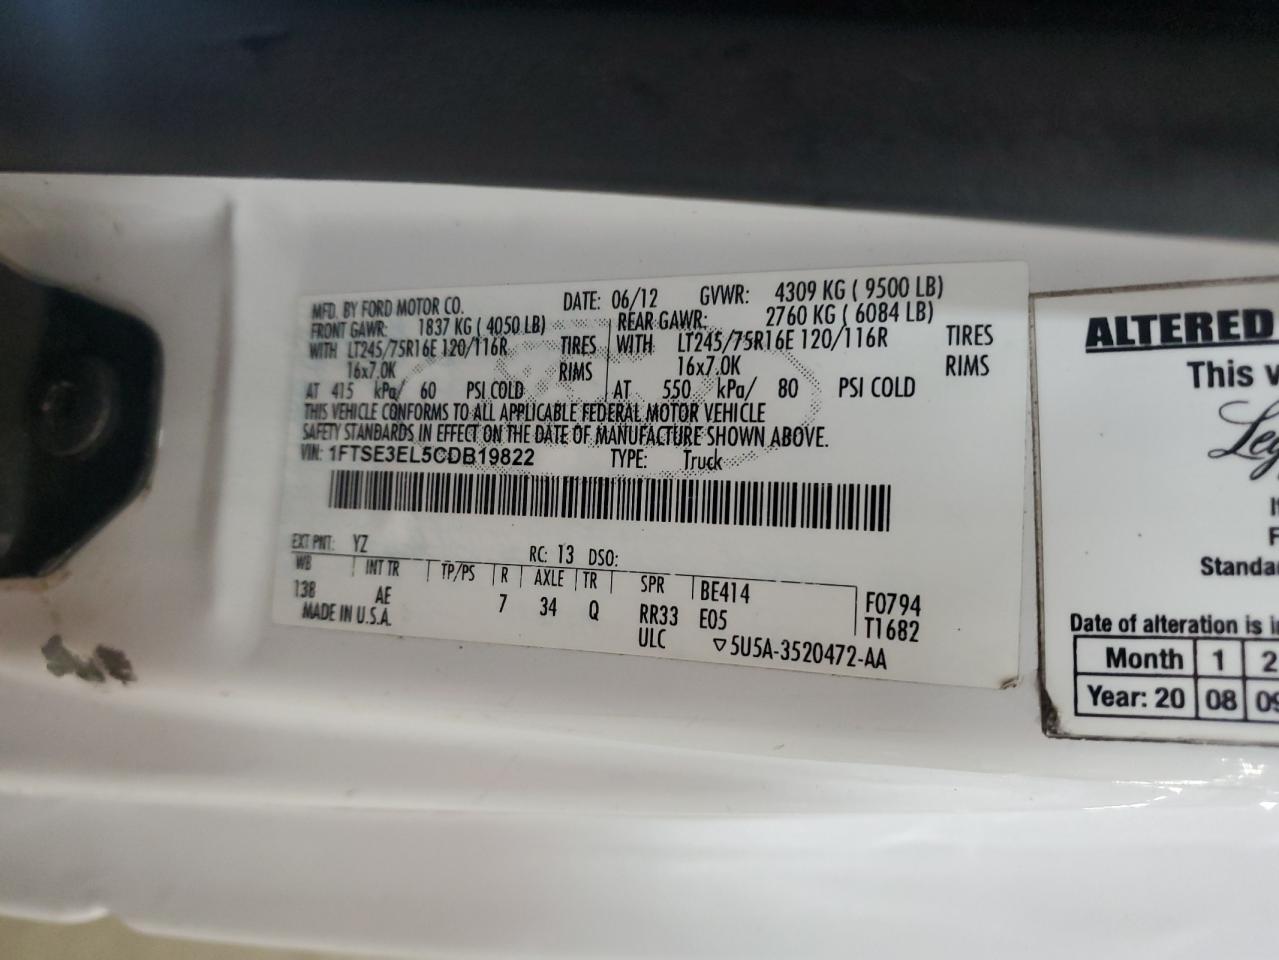 MFD. BY FORD MOTOR CO. DATE: 06/12 GVWR: 4309 KG ( 9500 LB)
FRONT GAWR: 1837 KG ( 4050 LB) REAR GAWR: 2760 KG ( 6084 LB)
WITH LT245/75R16E 120/116R TIRES WITH LT245/75R16E 120/116R TIRES
16x7.0K RIMS 16x7.0K RIMS
AT 415 kPa/ 60 PSI COLD AT 550 kPa/ 80 PSI COLD
THIS VEHICLE CONFORMS TO ALL APPLICABLE FEDERAL MOTOR VEHICLE
SAFETY STANDARDS IN EFFECT ON THE DATE OF MANUFACTURE SHOWN ABOVE.
VIN: 1FTSE3EL5CDB19822 TYPE: Truck
EXT PNT: YZ RC: 13 DSO:
WB INT TR TP/PS R AXLE TR SPR BE414
138 AE 7 34 Q RR33 E05 F0794
MADE IN U.S.A. ULC ▽5U5A-3520472-AA T1682
ALTERED
This v
Leg
F
Standa
Date of alteration is i
Month 1 2
Year: 20 08 09